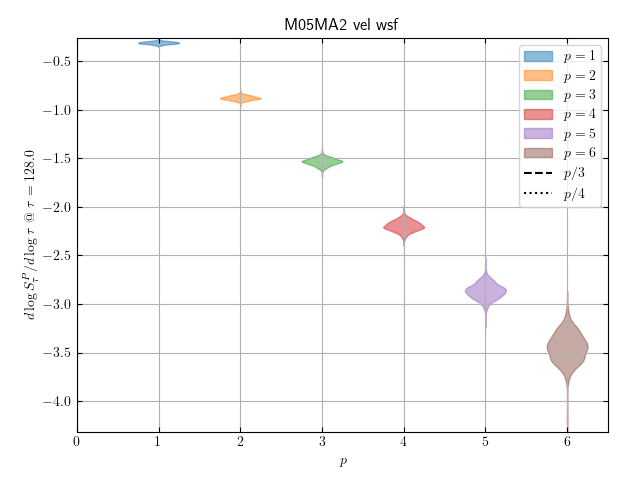 M05MA2 vel wsf
d log S_τ^P / d log τ @ τ = 128.0
−0.5
−1.0
−1.5
−2.0
−2.5
−3.0
−3.5
−4.0
p = 1
p = 2
p = 3
p = 4
p = 5
p = 6
p/3
p/4
0 1 2 3 4 5 6
p